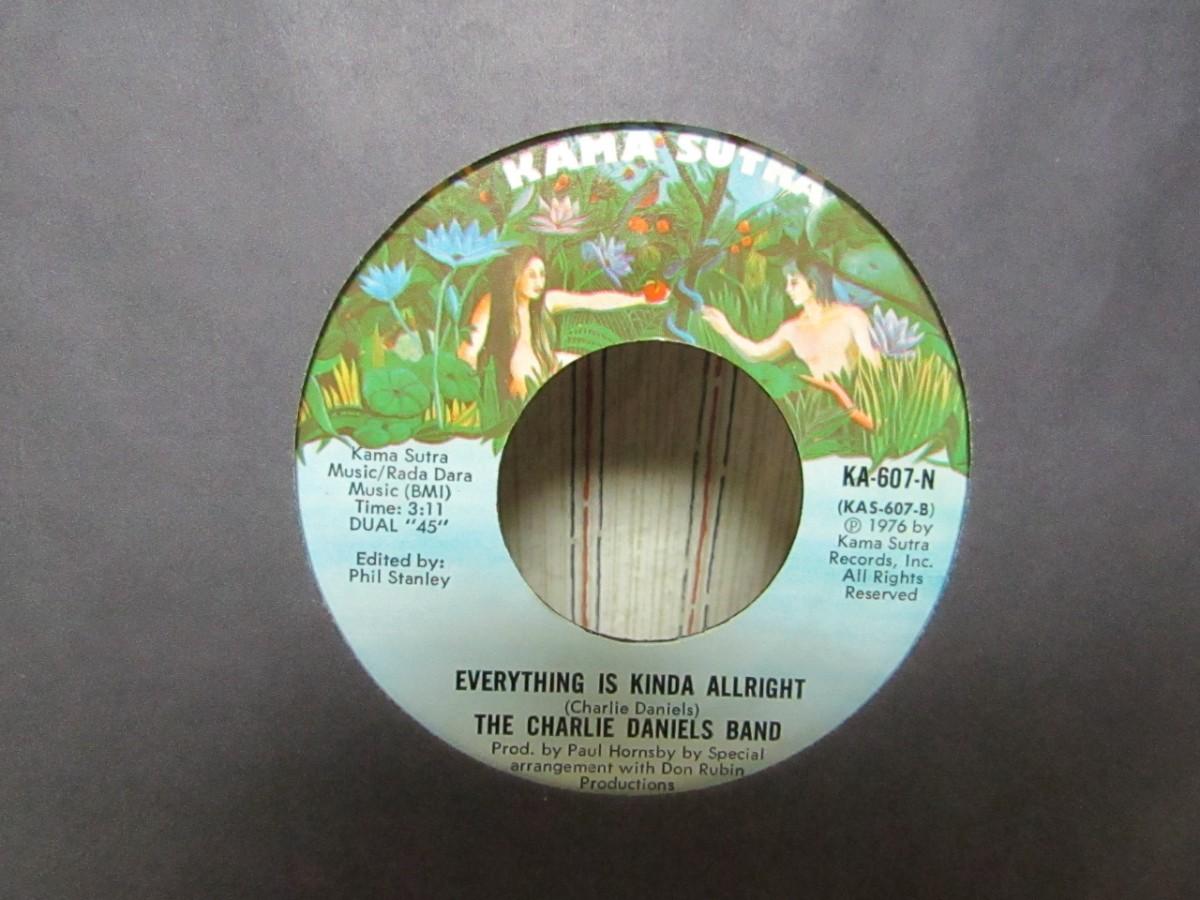 KAMA SUTRA
Kama Sutra
Music/Rada Dara
Music (BMI)
Time: 3:11
DUAL "45"
Edited by:
Phil Stanley
KA-607-N
(KAS-607-B)
℗ 1976 by
Kama Sutra
Records, Inc.
All Rights
Reserved
EVERYTHING IS KINDA ALLRIGHT
(Charlie Daniels)
THE CHARLIE DANIELS BAND
Prod. by Paul Hornsby by Special
arrangement with Don Rubin
Productions